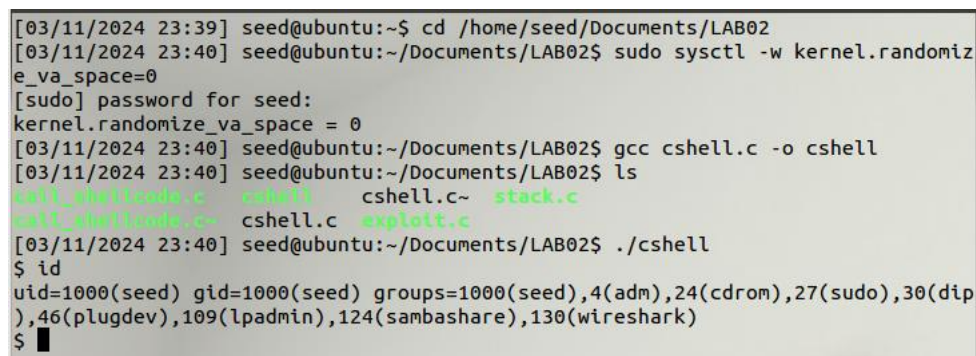 [03/11/2024 23:39] seed@ubuntu:~$ cd /home/seed/Documents/LAB02
[03/11/2024 23:40] seed@ubuntu:~/Documents/LAB02$ sudo sysctl -w kernel.randomiz
e_va_space=0
[sudo] password for seed:
kernel.randomize_va_space = 0
[03/11/2024 23:40] seed@ubuntu:~/Documents/LAB02$ gcc cshell.c -o cshell
[03/11/2024 23:40] seed@ubuntu:~/Documents/LAB02$ ls
call_shellcode.c cshell cshell.c~ stack.c
call_shellcode.c~ cshell.c exploit.c
[03/11/2024 23:40] seed@ubuntu:~/Documents/LAB02$ ./cshell
$ id
uid=1000(seed) gid=1000(seed) groups=1000(seed),4(adm),24(cdrom),27(sudo),30(dip
),46(plugdev),109(lpadmin),124(sambashare),130(wireshark)
$